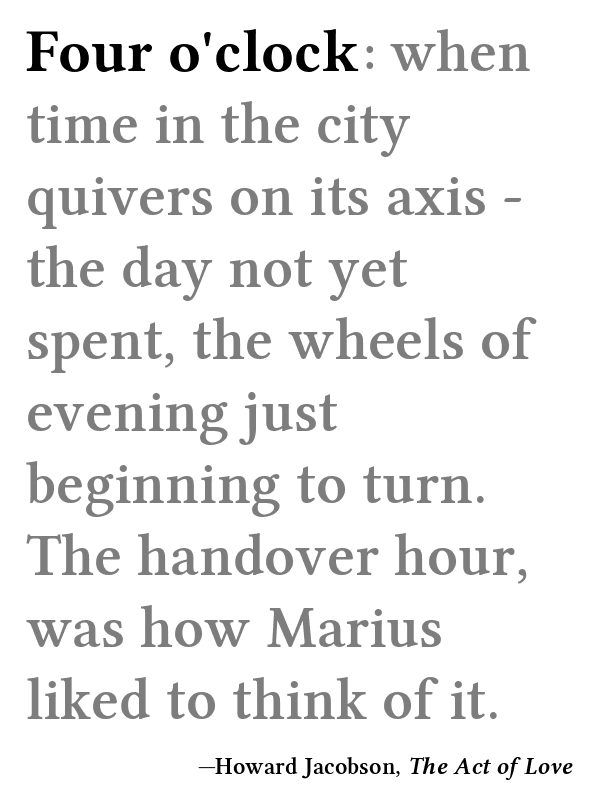 Four o'clock: when
time in the city
quivers on its axis -
the day not yet
spent, the wheels of
evening just
beginning to turn.
The handover hour,
was how Marius
liked to think of it.
—Howard Jacobson, The Act of Love